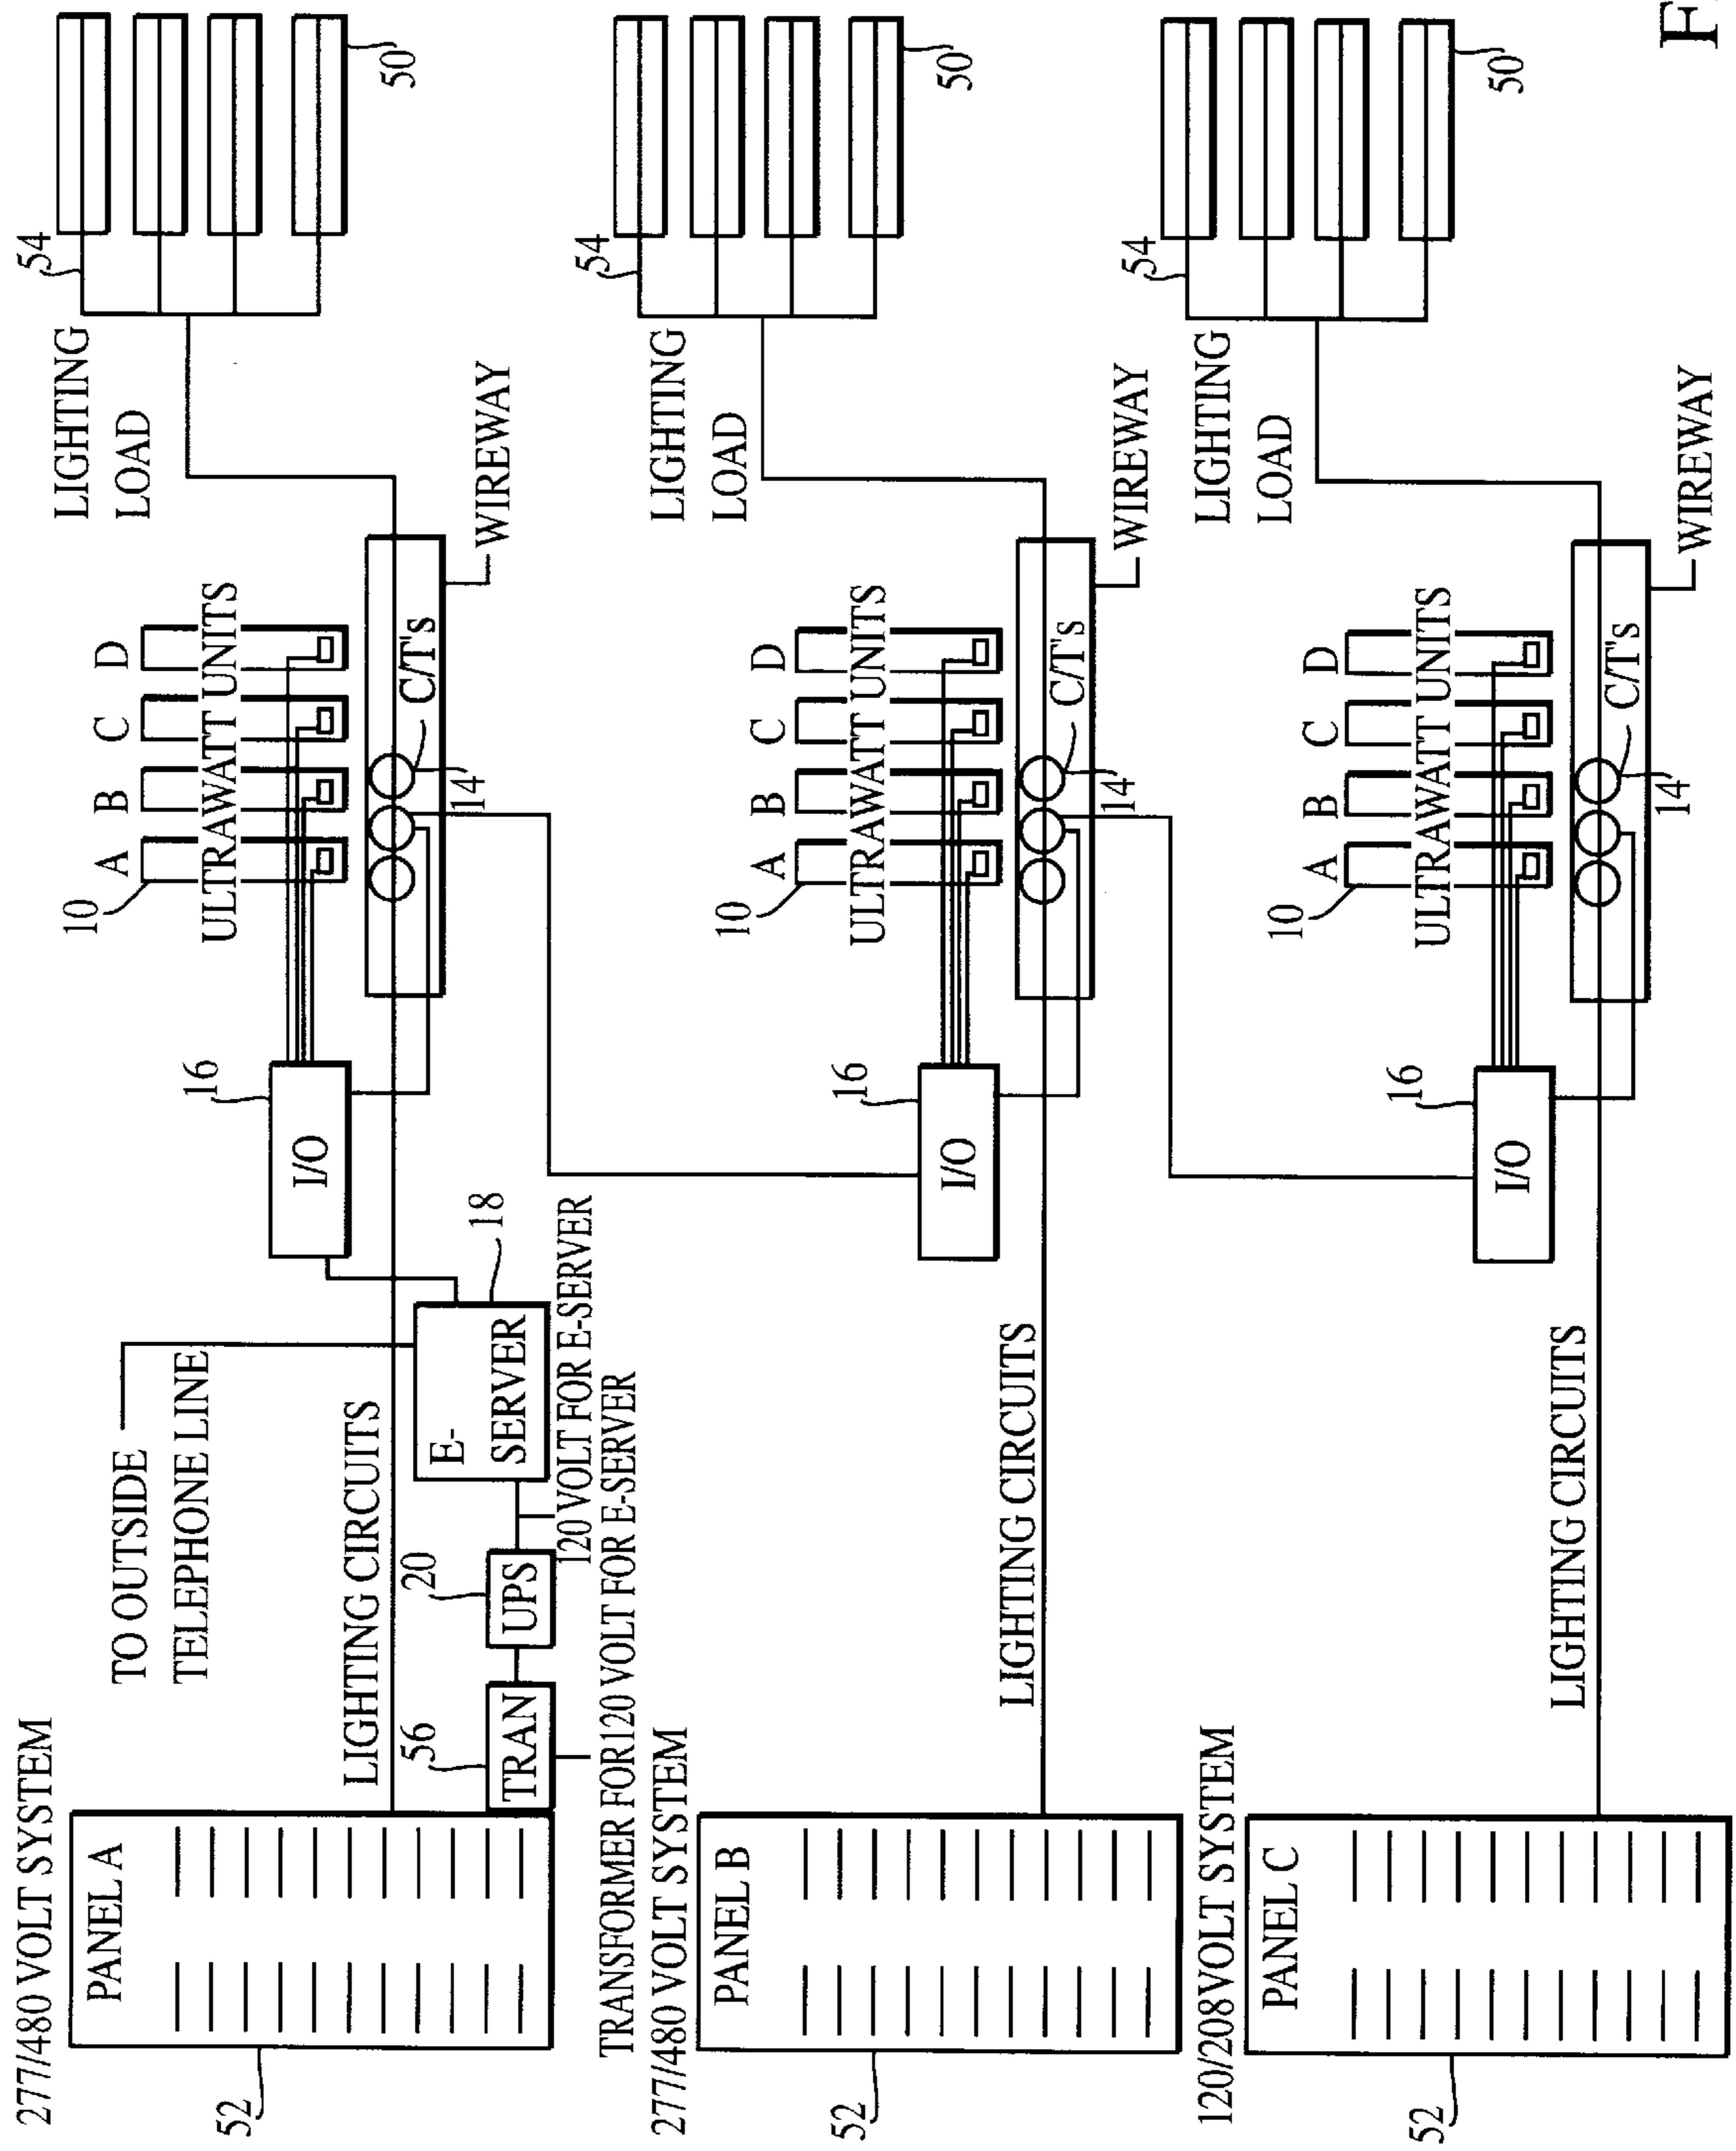 277/480 VOLT SYSTEM
52
PANEL A
TO OUTSIDE
TELEPHONE LINE
LIGHTING CIRCUITS
56
TRAN
20
UPS
E-
SERVER
18
120 VOLT FOR E-SERVER
TRANSFORMER FOR120 VOLT FOR E-SERVER
16
I/O
10
A B C D
ULTRAWATT UNITS
C/T's
14
WIREWAY
LIGHTING
LOAD
54
50
277/480 VOLT SYSTEM
52
PANEL B
LIGHTING CIRCUITS
16
I/O
10
A B C D
ULTRAWATT UNITS
C/T's
14
WIREWAY
LIGHTING
LOAD
54
50
120/208VOLT SYSTEM
52
PANEL C
LIGHTING CIRCUITS
16
I/O
10
A B C D
ULTRAWATT UNITS
C/T's
14
WIREWAY
LIGHTING
LOAD
54
50